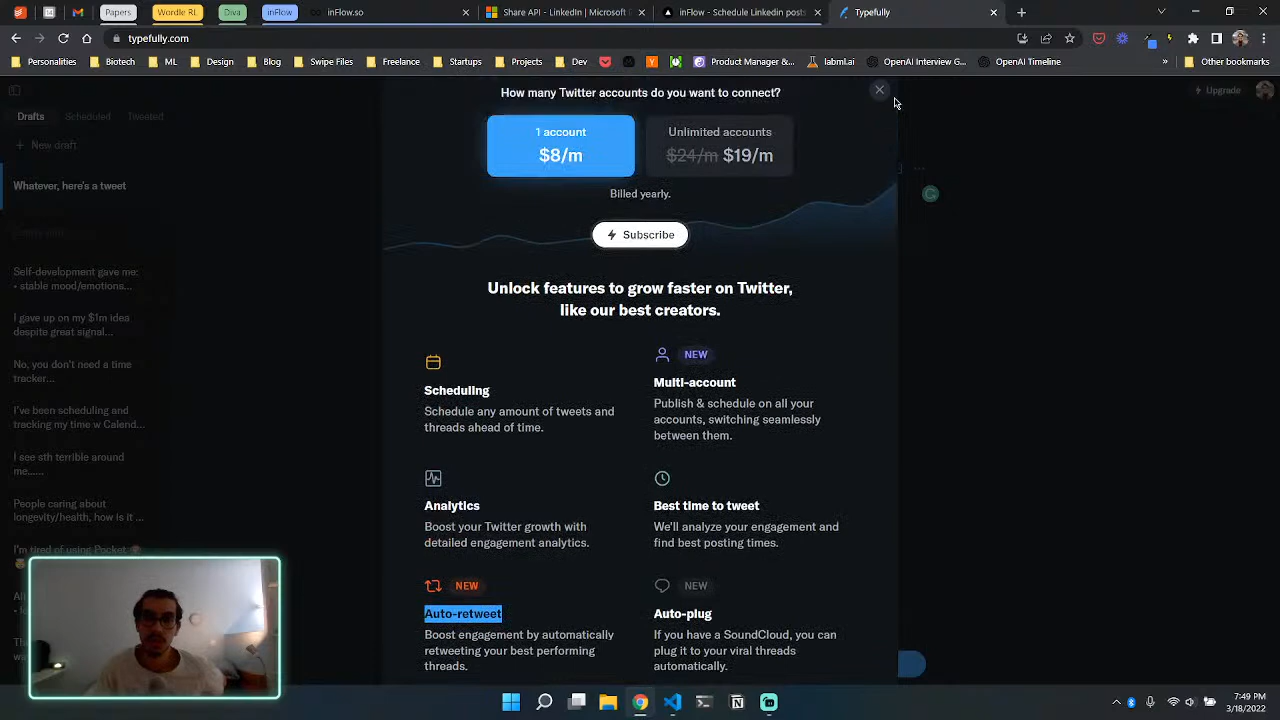 Papers
Wordle RL
Diva
inFlow
inFlow.so
Share API - LinkedIn | Microsoft
inFlow - Schedule Linkedin post
typefully.com
Personalities
Fintech
ML
Design
Blog
Swipe Files
Freelance
Startups
Projects
Dev
Product Management
labml.ai
OpenAI Interview...
OpenAI Timeline
»
Other bookmarks
How many Twitter accounts do you want to connect?
Upgrade
Drafts
Scheduled
Tweeted
1 account
$8/m
Unlimited accounts
$24/m $19/m
+ New draft
Whatever, here's a tweet
Billed yearly.
Subscribe
Self-development gave me:
• stable mood/emotions...
Unlock features to grow faster on Twitter,
like our best creators.
I gave up on my $1m idea
despite great signal...
No, you don't need a time
tracker...
NEW
Scheduling
Schedule any amount of tweets and
threads ahead of time.
Multi-account
Publish & schedule on all your
accounts, switching seamlessly
between them.
I've been scheduling and
tracking my time w Calend...
I see sth terrible around
me......
Analytics
Boost your Twitter growth with
detailed engagement analytics.
Best time to tweet
We'll analyze your engagement and
find best posting times.
People caring about
longevity/health, how is it ...
I'm tired of using Pocket
NEW
Auto-retweet
Boost engagement by automatically
retweeting your best performing
threads.
NEW
Auto-plug
If you have a SoundCloud, you can
plug it to your viral threads
automatically.
7:49 PM
3/18/2022